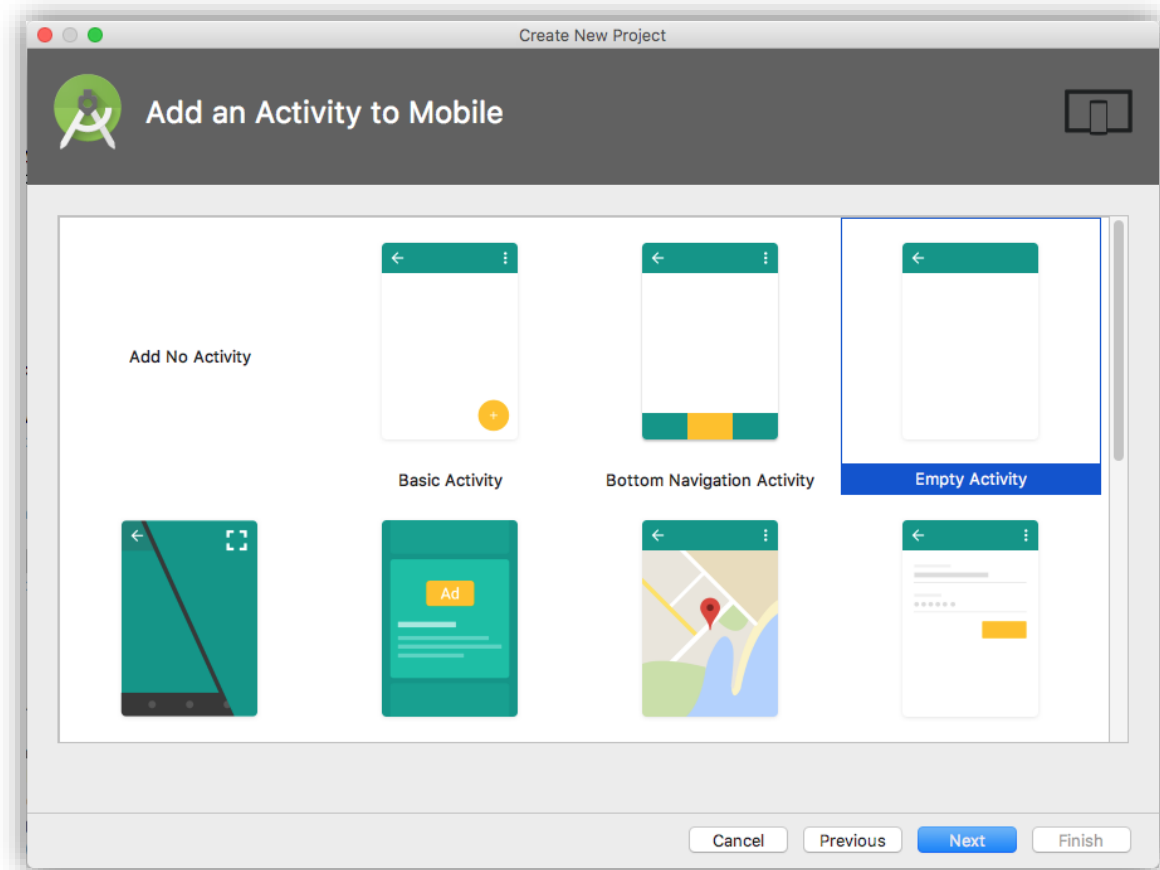 Create New Project
Add an Activity to Mobile
Add No Activity
Basic Activity
Bottom Navigation Activity
Empty Activity
Ad
Cancel
Previous
Next
Finish